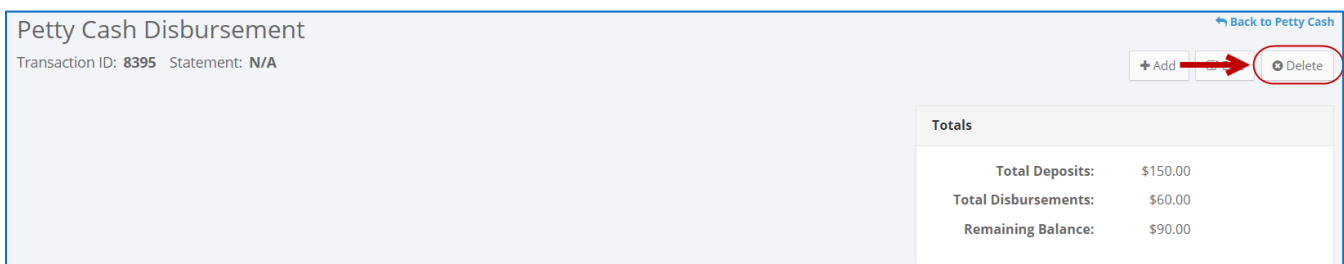 Petty Cash Disbursement
Back to Petty Cash
Transaction ID: 8395 Statement: N/A
Add
Delete
Totals
Total Deposits: $150.00
Total Disbursements: $60.00
Remaining Balance: $90.00